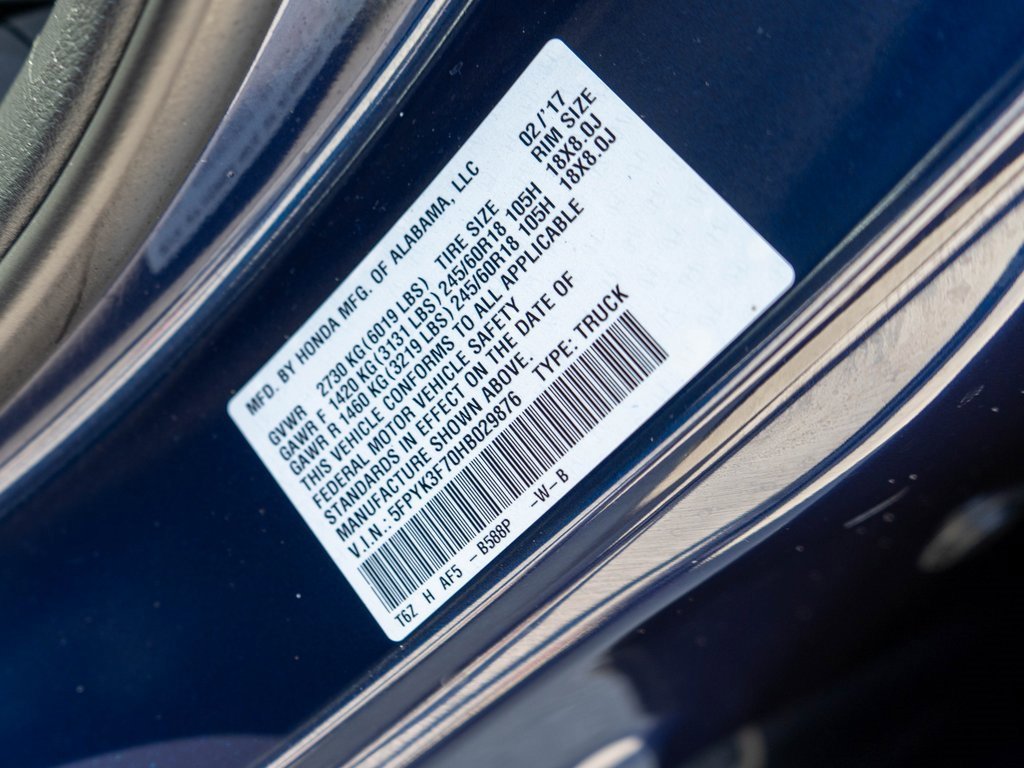 MFD. BY HONDA MFG. OF ALABAMA, LLC 02/'17
GVWR 2730 KG(6019 LBS) TIRE SIZE RIM SIZE
GAWR F 1420 KG(3131 LBS) 245/60R18 105H 18X8.0J
GAWR R 1460 KG(3219 LBS) 245/60R18 105H 18X8.0J
THIS VEHICLE CONFORMS TO ALL APPLICABLE
FEDERAL MOTOR VEHICLE SAFETY
STANDARDS IN EFFECT ON THE DATE OF
MANUFACTURE SHOWN ABOVE.
V.I.N.: 5FPYK3F70HB029876 TYPE: TRUCK
T6Z H AF5 -B588P -W-B